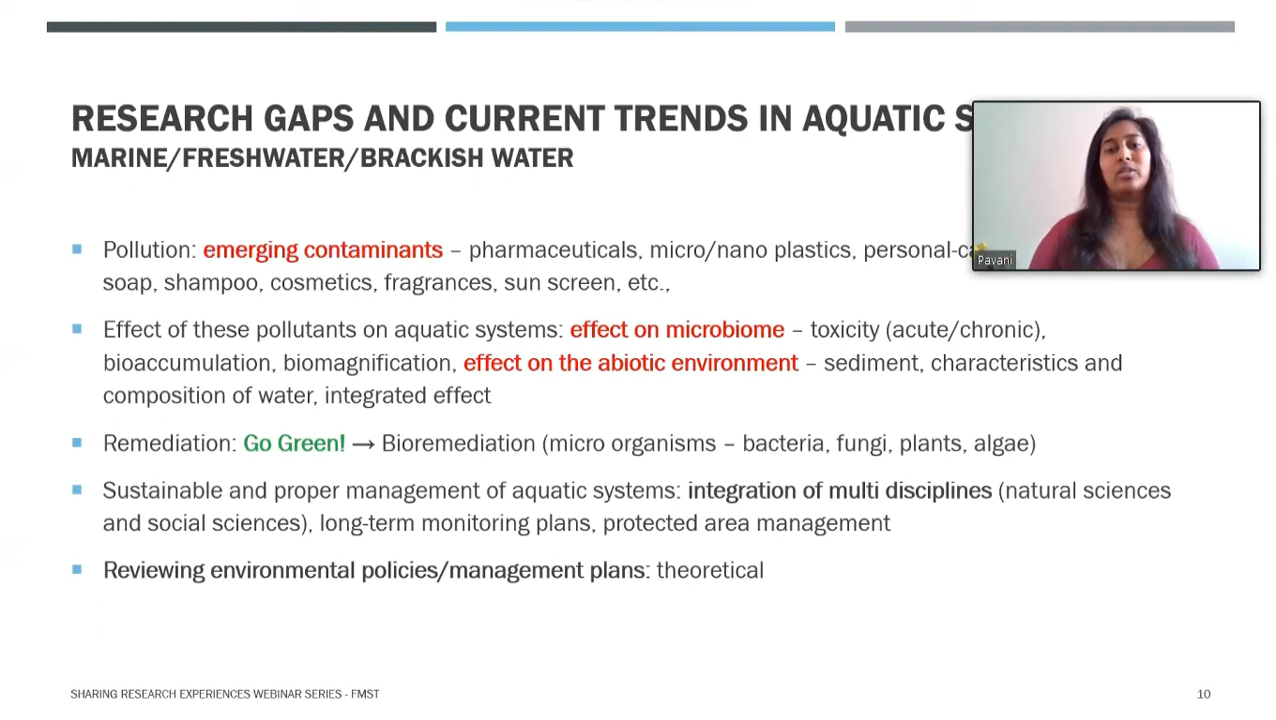 RESEARCH GAPS AND CURRENT TRENDS IN AQUATIC
MARINE/FRESHWATER/BRACKISH WATER
Pollution: emerging contaminants – pharmaceuticals, micro/nano plastics,
soap, shampoo, cosmetics, fragrances, sun screen, etc.,
Effect of these pollutants on aquatic systems: effect on microbiome – toxicity (acute/chronic),
bioaccumulation, biomagnification, effect on the abiotic environment – sediment, characteristics and
composition of water, integrated effect
Remediation: Go Green! → Bioremediation (micro organisms – bacteria, fungi, plants, algae)
Sustainable and proper management of aquatic systems: integration of multi disciplines (natural sciences
and social sciences), long-term monitoring plans, protected area management
Reviewing environmental policies/management plans: theoretical
Pavani
SHARING RESEARCH EXPERIENCES WEBINAR SERIES - FMST
10